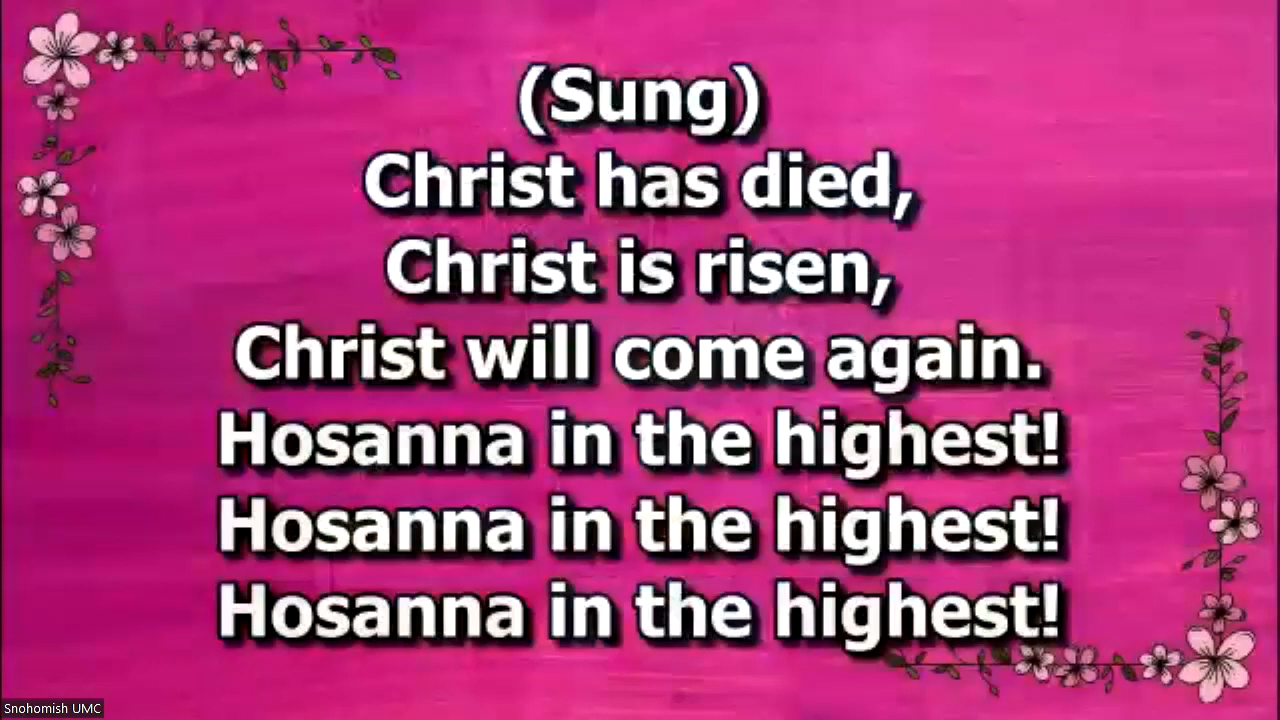 (Sung)
Christ has died,
Christ is risen,
Christ will come again.
Hosanna in the highest!
Hosanna in the highest!
Hosanna in the highest!
Snohomish UMC